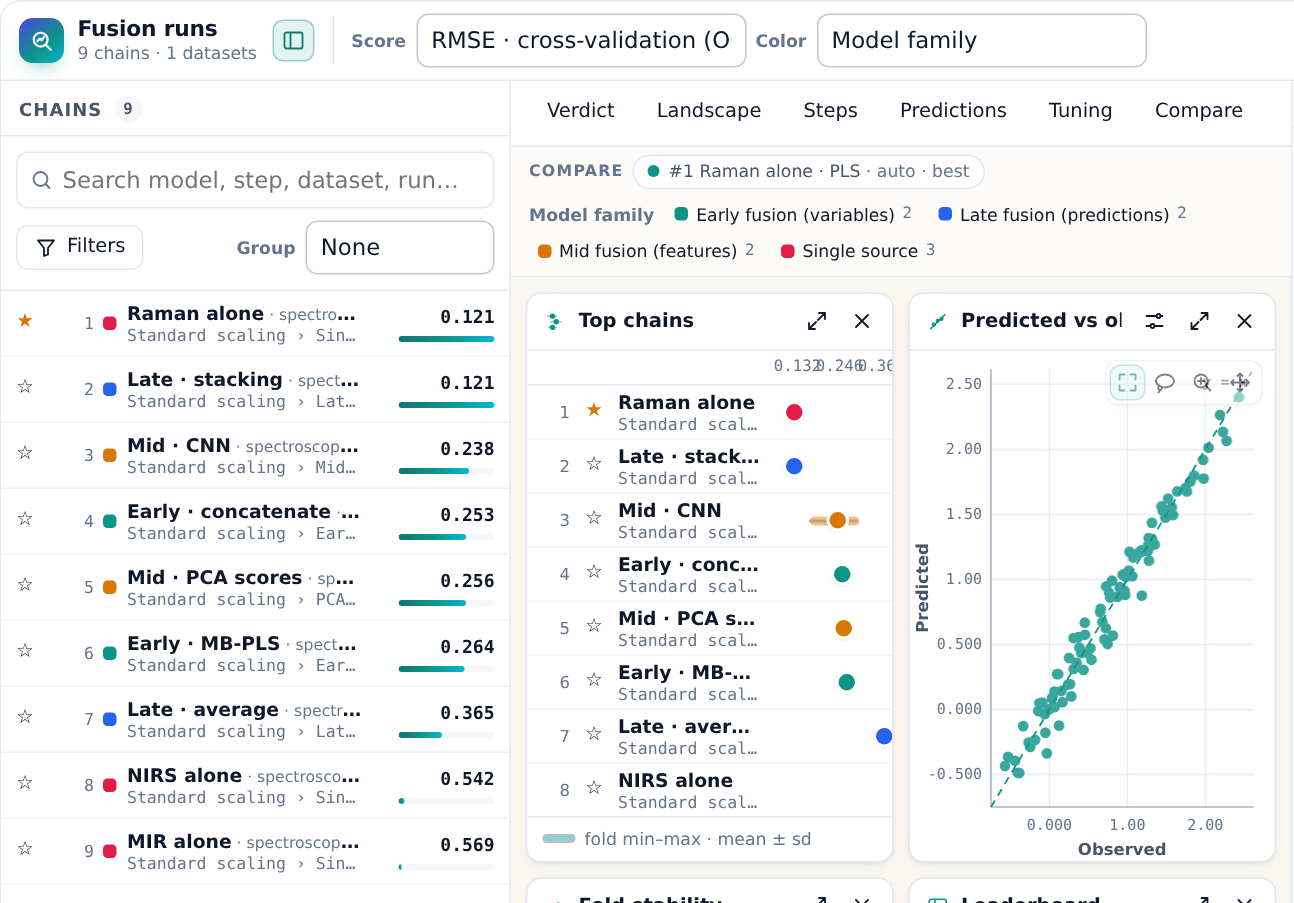 Fusion runs
9 chains · 1 datasets
Score
RMSE · cross-validation (O
Color
Model family
CHAINS 9
Search model, step, dataset, run…
Filters
Group
None
★ 1 Raman alone · spectro… 0.121
Standard scaling › Sin…
☆ 2 Late · stacking · spect… 0.121
Standard scaling › Lat…
☆ 3 Mid · CNN · spectroscop… 0.238
Standard scaling › Mid…
☆ 4 Early · concatenate ·… 0.253
Standard scaling › Ear…
☆ 5 Mid · PCA scores · sp… 0.256
Standard scaling › PCA…
☆ 6 Early · MB-PLS · spect… 0.264
Standard scaling › Ear…
☆ 7 Late · average · spectr… 0.365
Standard scaling › Lat…
☆ 8 NIRS alone · spectrosco… 0.542
Standard scaling › Sin…
☆ 9 MIR alone · spectroscop… 0.569
Standard scaling › Sin…
Verdict Landscape Steps Predictions Tuning Compare
COMPARE #1 Raman alone · PLS · auto · best
Model family Early fusion (variables) 2 Late fusion (predictions) 2
Mid fusion (features) 2 Single source 3
Top chains
0.132 0.246 0.36
1 ★ Raman alone
Standard scal…
2 ☆ Late · stack…
Standard scal…
3 ☆ Mid · CNN
Standard scal…
4 ☆ Early · conc…
Standard scal…
5 ☆ Mid · PCA s…
Standard scal…
6 ☆ Early · MB-…
Standard scal…
7 ☆ Late · aver…
Standard scal…
8 ☆ NIRS alone
Standard scal…
fold min–max · mean ± sd
Predicted vs ol
2.50
2.00
1.50
1.00
0.500
0.000
-0.500
Predicted
0.000 1.00 2.00
Observed
Fold stability
Leaderboard